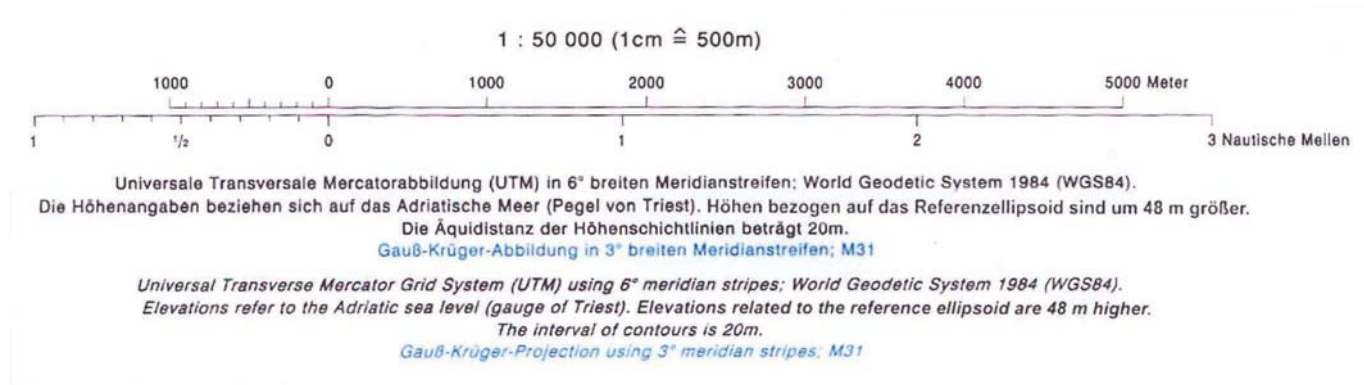 1 : 50 000 (1cm ≙ 500m)
1000 0 1000 2000 3000 4000 5000 Meter
1 1/2 0 1 2 3 Nautische Meilen
Universale Transversale Mercatorabbildung (UTM) in 6° breiten Meridianstreifen; World Geodetic System 1984 (WGS84).
Die Höhenangaben beziehen sich auf das Adriatische Meer (Pegel von Triest). Höhen bezogen auf das Referenzellipsoid sind um 48 m größer.
Die Äquidistanz der Höhenschichtlinien beträgt 20m.
Gauß-Krüger-Abbildung in 3° breiten Meridianstreifen; M31
Universal Transverse Mercator Grid System (UTM) using 6° meridian stripes; World Geodetic System 1984 (WGS84).
Elevations refer to the Adriatic sea level (gauge of Triest). Elevations related to the reference ellipsoid are 48 m higher.
The interval of contours is 20m.
Gauß-Krüger-Projection using 3° meridian stripes; M31